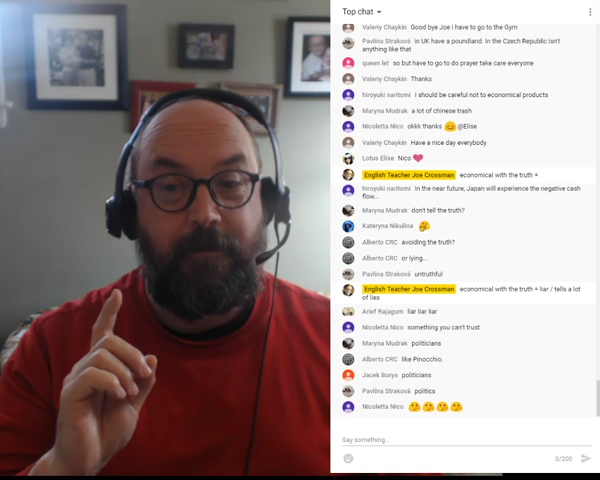 Top chat
Valeriy Chaykin Good bye Joe i have to go to the Gym
Pavlína Straková in UK have a poundland. In the Czech Republic isn't
anything like that
queen let so but have to go to do prayer take care everyone
Valeriy Chaykin Thanks
hiroyuki naritomi I should be careful not to economical products
Maryna Mudrak a lot of chinese trash
Nicoletta Nico okkk thanks 😊 @Elise
Valeriy Chaykin Have a nice day everybody
Lotus Elise Nico ❤
English Teacher Joe Crossman economical with the truth =
hiroyuki naritomi In the near future, Japan will experience the negative cash
flow...
Maryna Mudrak don't tell the truth?
Kateryna Nikulina 🤔
Alberto CRC avoiding the truth?
Alberto CRC or lying...
Pavlína Straková untruthful
English Teacher Joe Crossman economical with the truth = liar / tells a lot
of lies
Arief Rajagum liar liar liar
Nicoletta Nico something you can't trust
Maryna Mudrak politicians
Alberto CRC like Pinocchio.
Jacek Borys politicians
Pavlína Straková politics
Nicoletta Nico 🤔🤔🤔🤔
Say something...
0/200